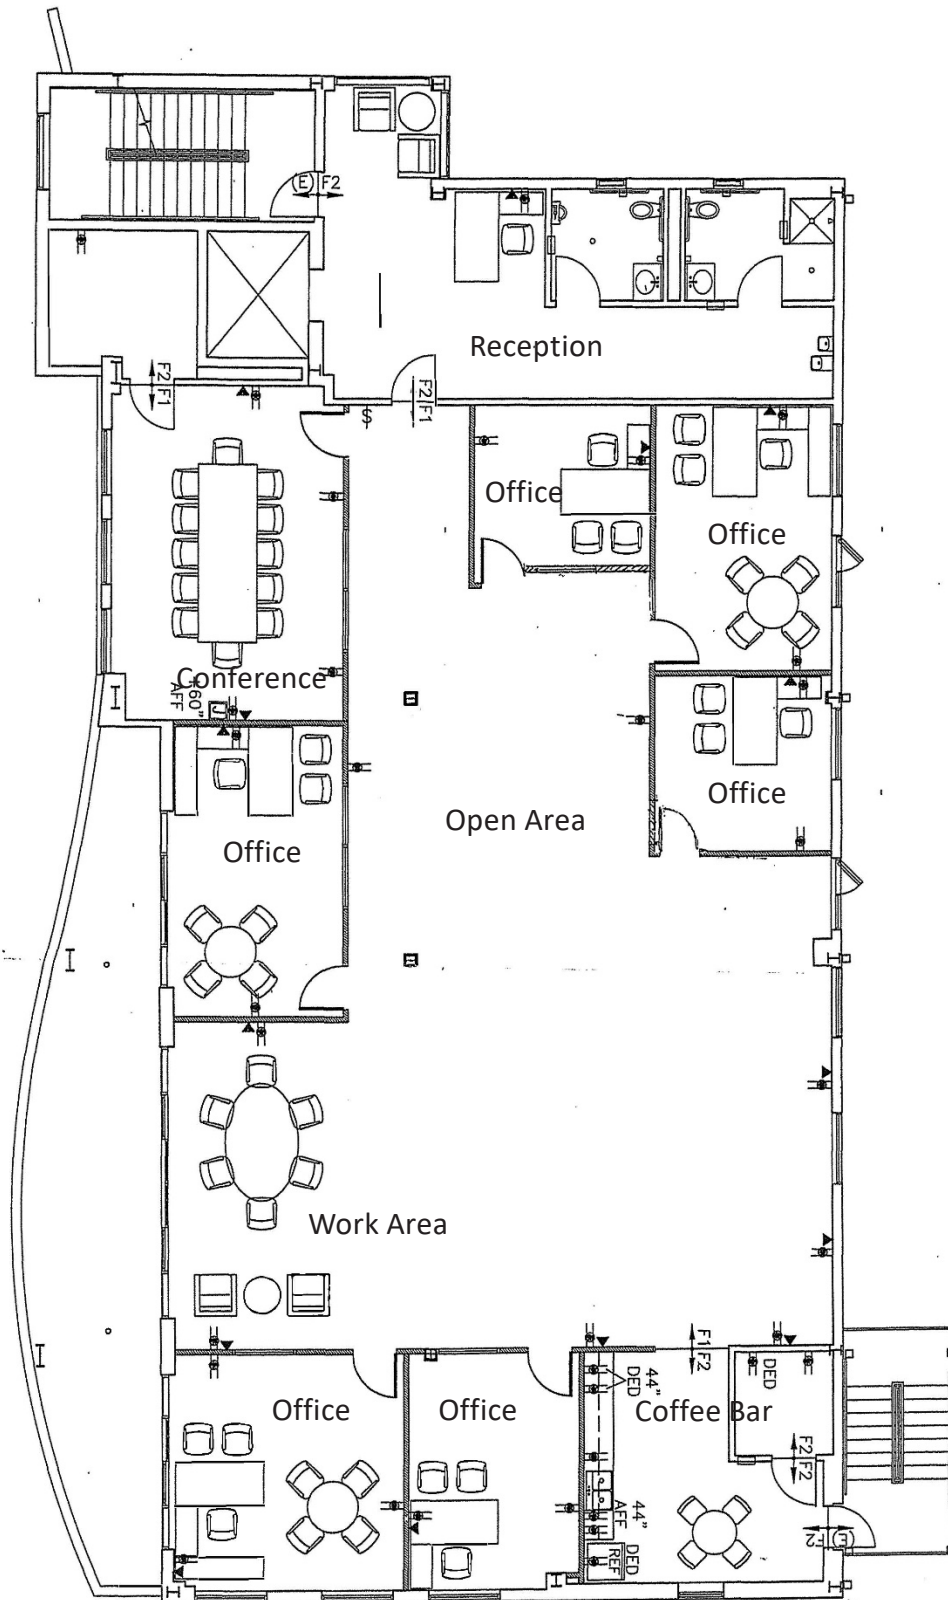 (E)
F2
Reception
F2
F1
$
F2
F1
Office
Office
Conference
+60"
AFF
J
Office
Open Area
Office
Work Area
F1
F2
Office
Office
44"
DED
Coffee Bar
DED
F2
F2
44"
AFF
DED
REF
(E)
F2